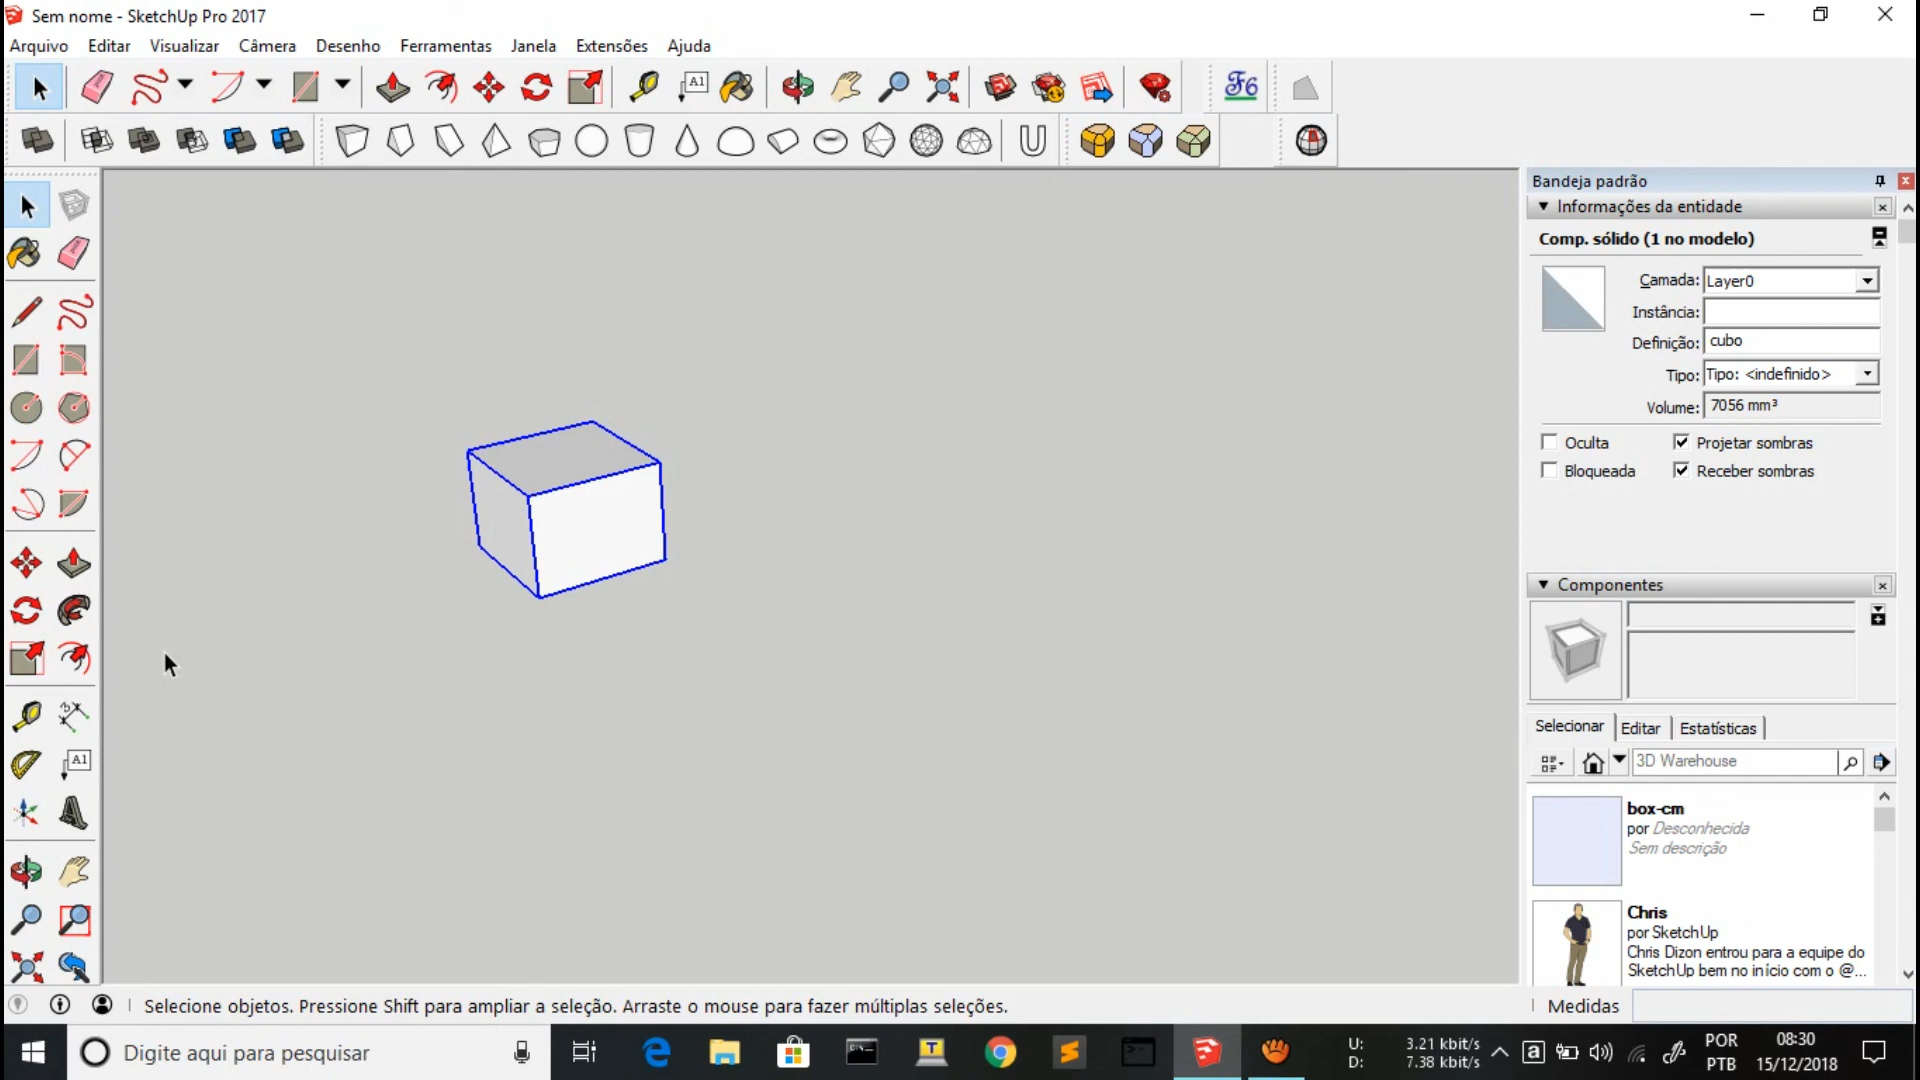 Sem nome - SketchUp Pro 2017
Arquivo Editar Visualizar Câmera Desenho Ferramentas Janela Extensões Ajuda
A1
F6
Bandeja padrão
Informações da entidade
Comp. sólido (1 no modelo)
Camada: Layer0
Instância:
Definição: cubo
Tipo: Tipo: <indefinido>
Volume: 7056 mm³
Oculta Projetar sombras
Bloqueada Receber sombras
Componentes
Selecionar Editar Estatísticas
3D Warehouse
A1
box-cm
por Desconhecida
Sem descrição
Chris
por SketchUp
Chris Dizon entrou para a equipe do
SketchUp bem no início com o @...
Selecione objetos. Pressione Shift para ampliar a seleção. Arraste o mouse para fazer múltiplas seleções.
Medidas
Digite aqui para pesquisar
U: 3.21 kbit/s
D: 7.38 kbit/s
POR
PTB
08:30
15/12/2018